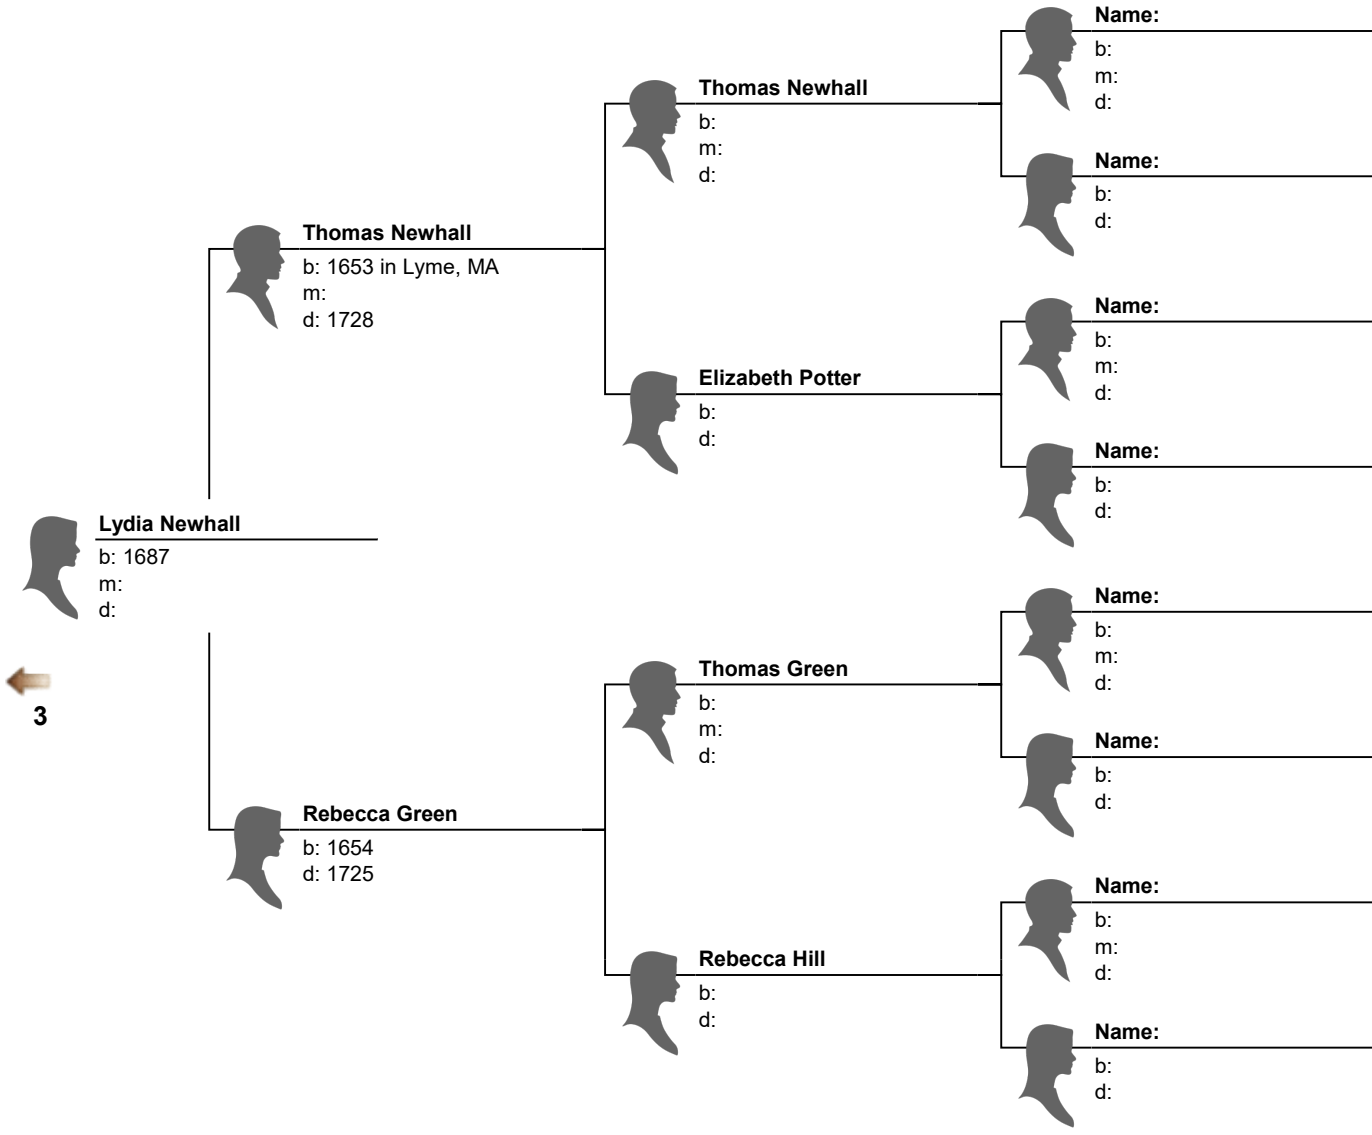 Name:
b:
m:
d:
Thomas Newhall
b:
m:
d:
Name:
b:
d:
Thomas Newhall
b: 1653 in Lyme, MA
m:
d: 1728
Name:
b:
m:
d:
Elizabeth Potter
b:
d:
Name:
b:
d:
Lydia Newhall
b: 1687
m:
d:
3
Name:
b:
m:
d:
Thomas Green
b:
m:
d:
Name:
b:
d:
Rebecca Green
b: 1654
d: 1725
Name:
b:
m:
d:
Rebecca Hill
b:
d:
Name:
b:
d: